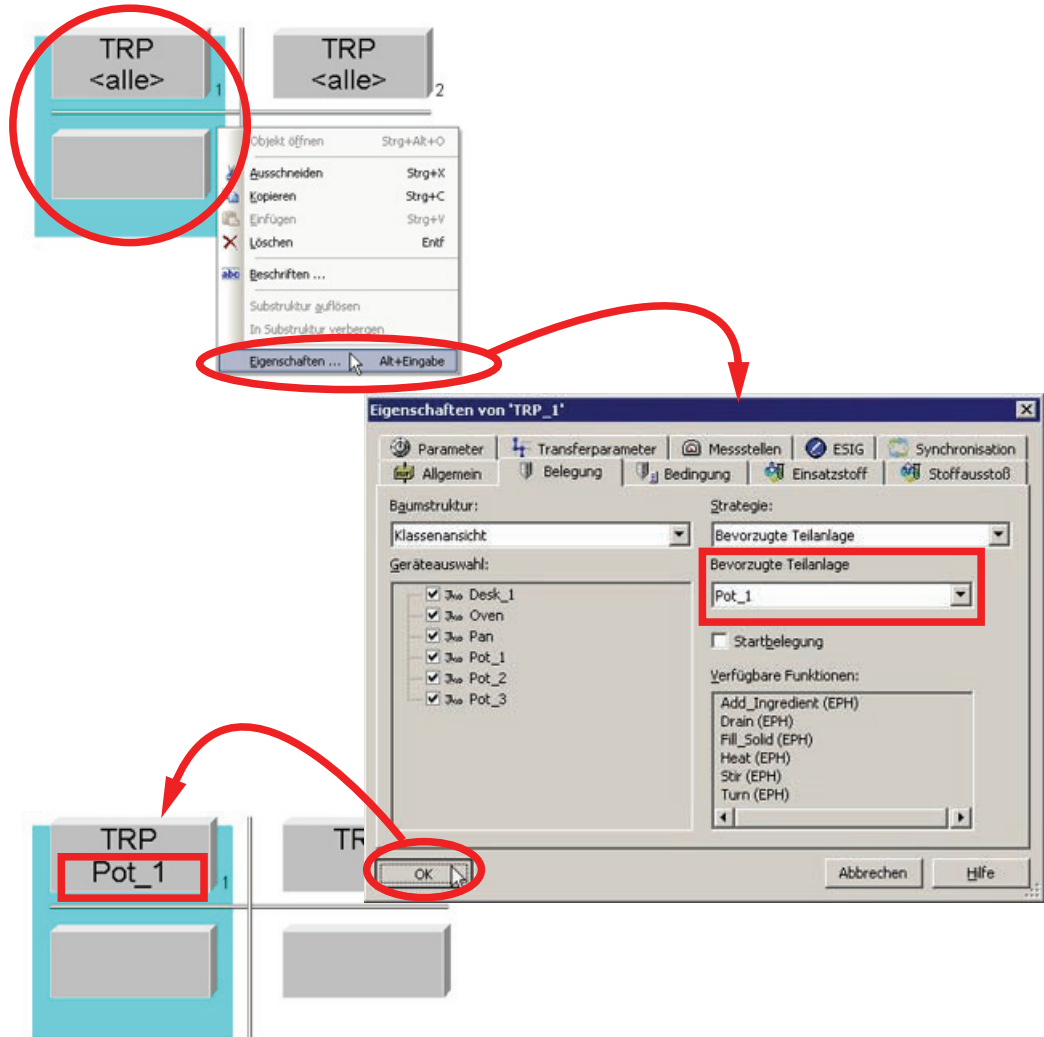 TRP
<alle>
1
TRP
<alle>
2
Objekt öffnen Strg+Alt+O
Ausschneiden Strg+X
Kopieren Strg+C
Einfügen Strg+V
Löschen Entf
abc Beschriften ...
Substruktur auflösen
In Substruktur verbergen
Eigenschaften ... Alt+Eingabe
Eigenschaften von 'TRP_1'
Parameter Transferparameter Messstellen ESIG Synchronisation
Allgemein Belegung Bedingung Einsatzstoff Stoffausstoß
Baumstruktur:
Klassenansicht
Geräteauswahl:
Desk_1
Oven
Pan
Pot_1
Pot_2
Pot_3
Strategie:
Bevorzugte Teilanlage
Bevorzugte Teilanlage
Pot_1
Startbelegung
Verfügbare Funktionen:
Add_Ingredient (EPH)
Drain (EPH)
Fill_Solid (EPH)
Heat (EPH)
Stir (EPH)
Turn (EPH)
OK Abbrechen Hilfe
TRP
Pot_1
1
TR